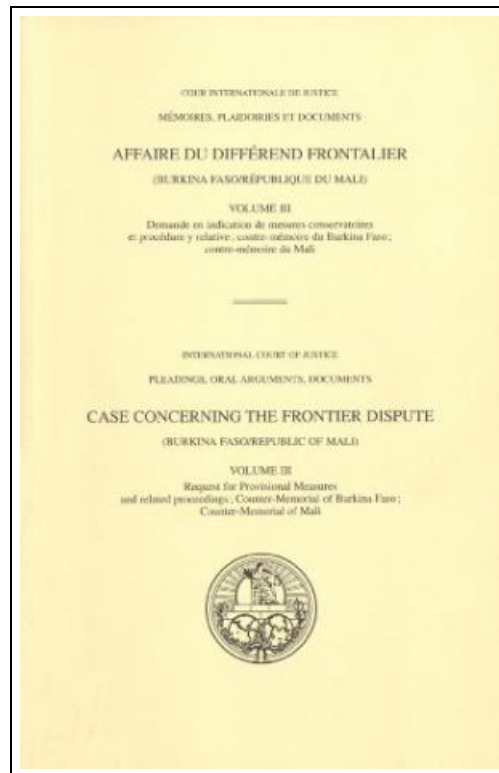 COUR INTERNATIONALE DE JUSTICE
MÉMOIRES, PLAIDOIRIES ET DOCUMENTS
AFFAIRE DU DIFFÉREND FRONTALIER
(BURKINA FASO/RÉPUBLIQUE DU MALI)
VOLUME III
Demande en indication de mesures conservatoires
et procédure y relative ; contre-mémoire du Burkina Faso ;
contre-mémoire du Mali
INTERNATIONAL COURT OF JUSTICE
PLEADINGS, ORAL ARGUMENTS, DOCUMENTS
CASE CONCERNING THE FRONTIER DISPUTE
(BURKINA FASO/REPUBLIC OF MALI)
VOLUME III
Request for Provisional Measures
and related proceedings ; Counter-Memorial of Burkina Faso ;
Counter-Memorial of Mali